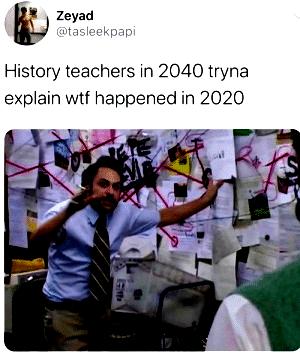 Zeyad
@tasleekpapi
History teachers in 2040 tryna
explain wtf happened in 2020